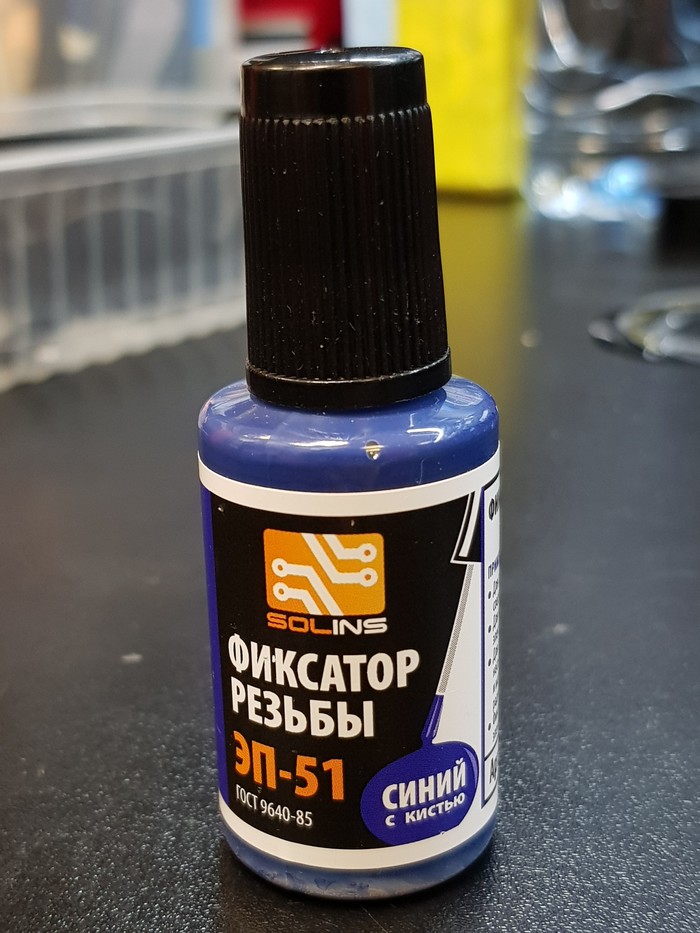 SOLINS
ФИКСАТОР
РЕЗЬБЫ
ЭП-51
ГОСТ 9640-85
СИНИЙ
С КИСТЬЮ